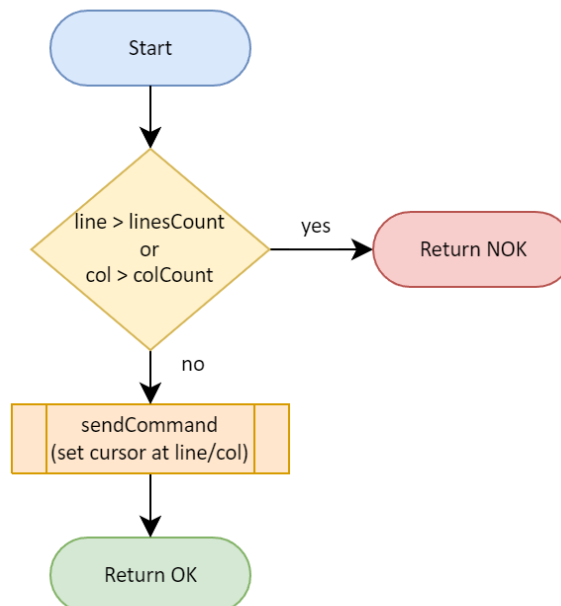 Start
line > linesCount
or
col > colCount
yes
Return NOK
no
sendCommand
(set cursor at line/col)
Return OK